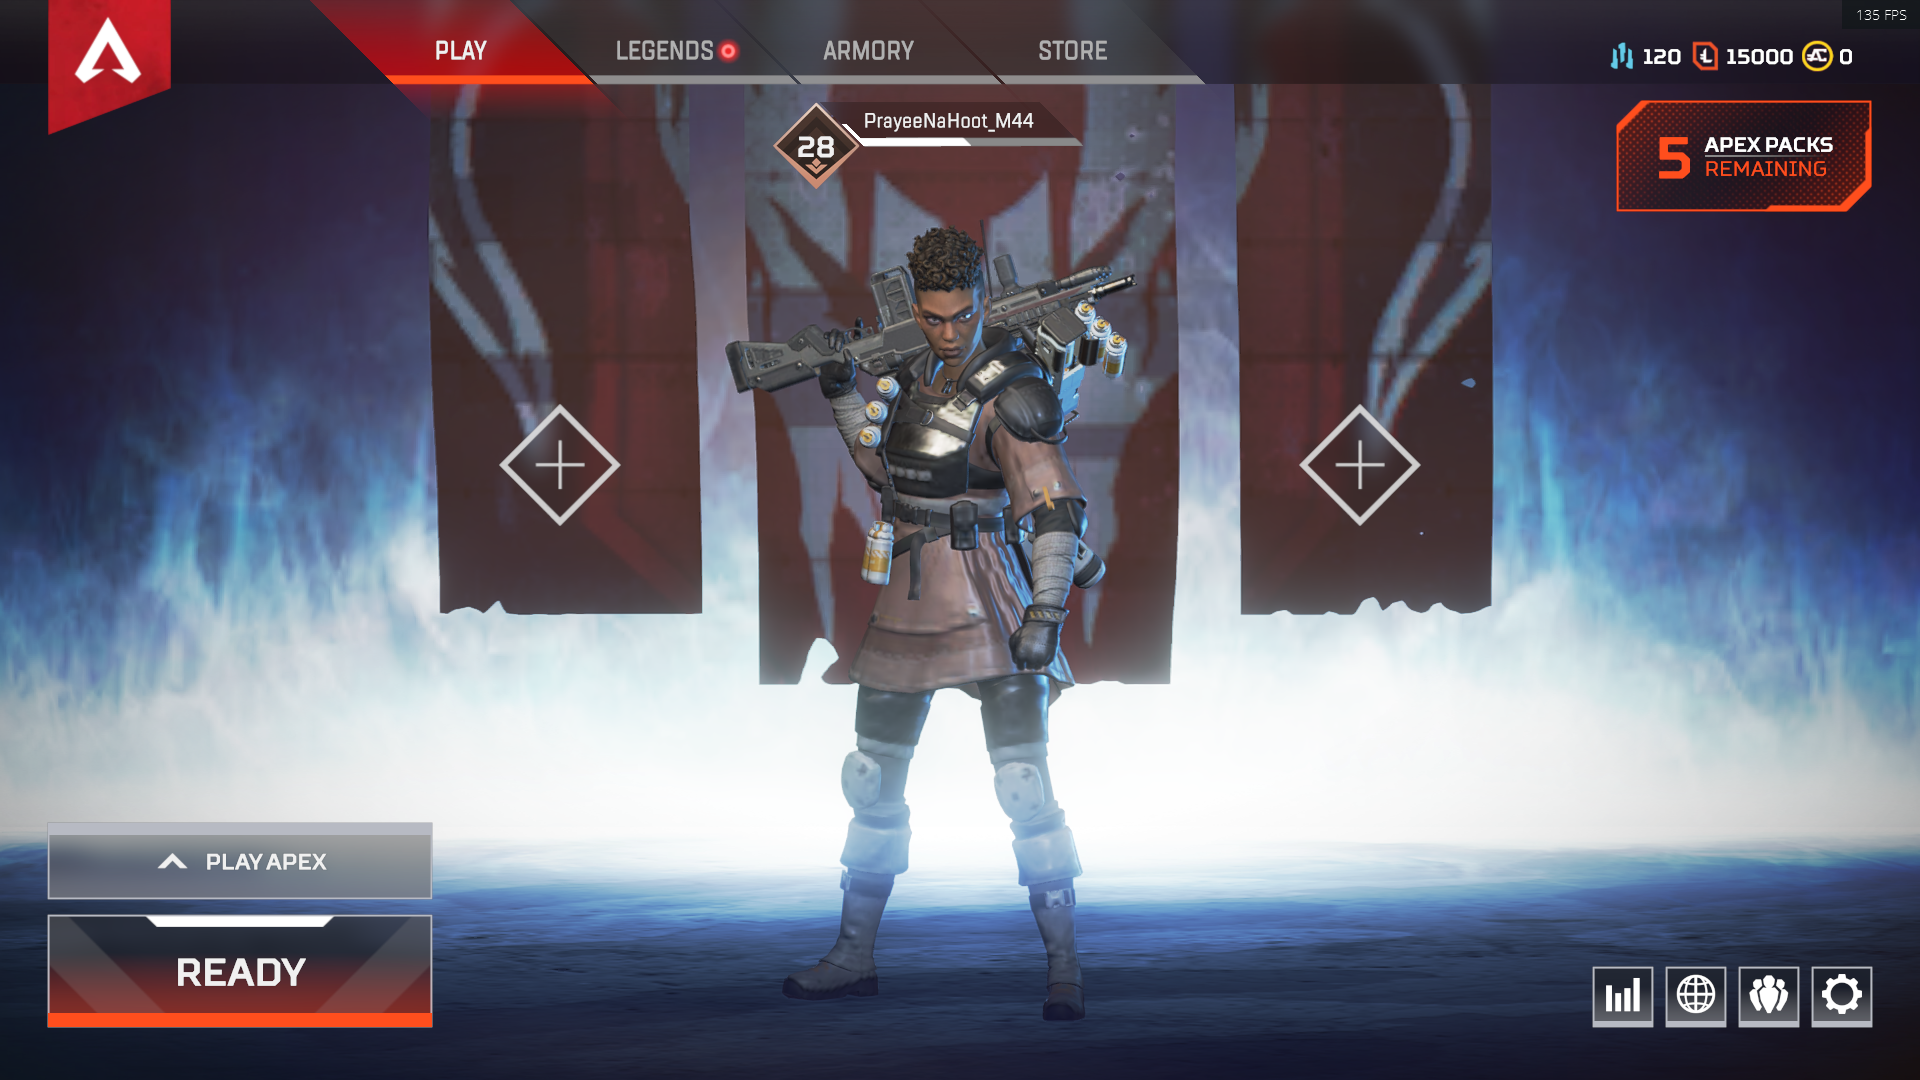 135 FPS
PLAY
LEGENDS
ARMORY
STORE
120
15000
0
28
PrayeeNaHoot_M44
5
APEX PACKS
REMAINING
PLAY APEX
READY